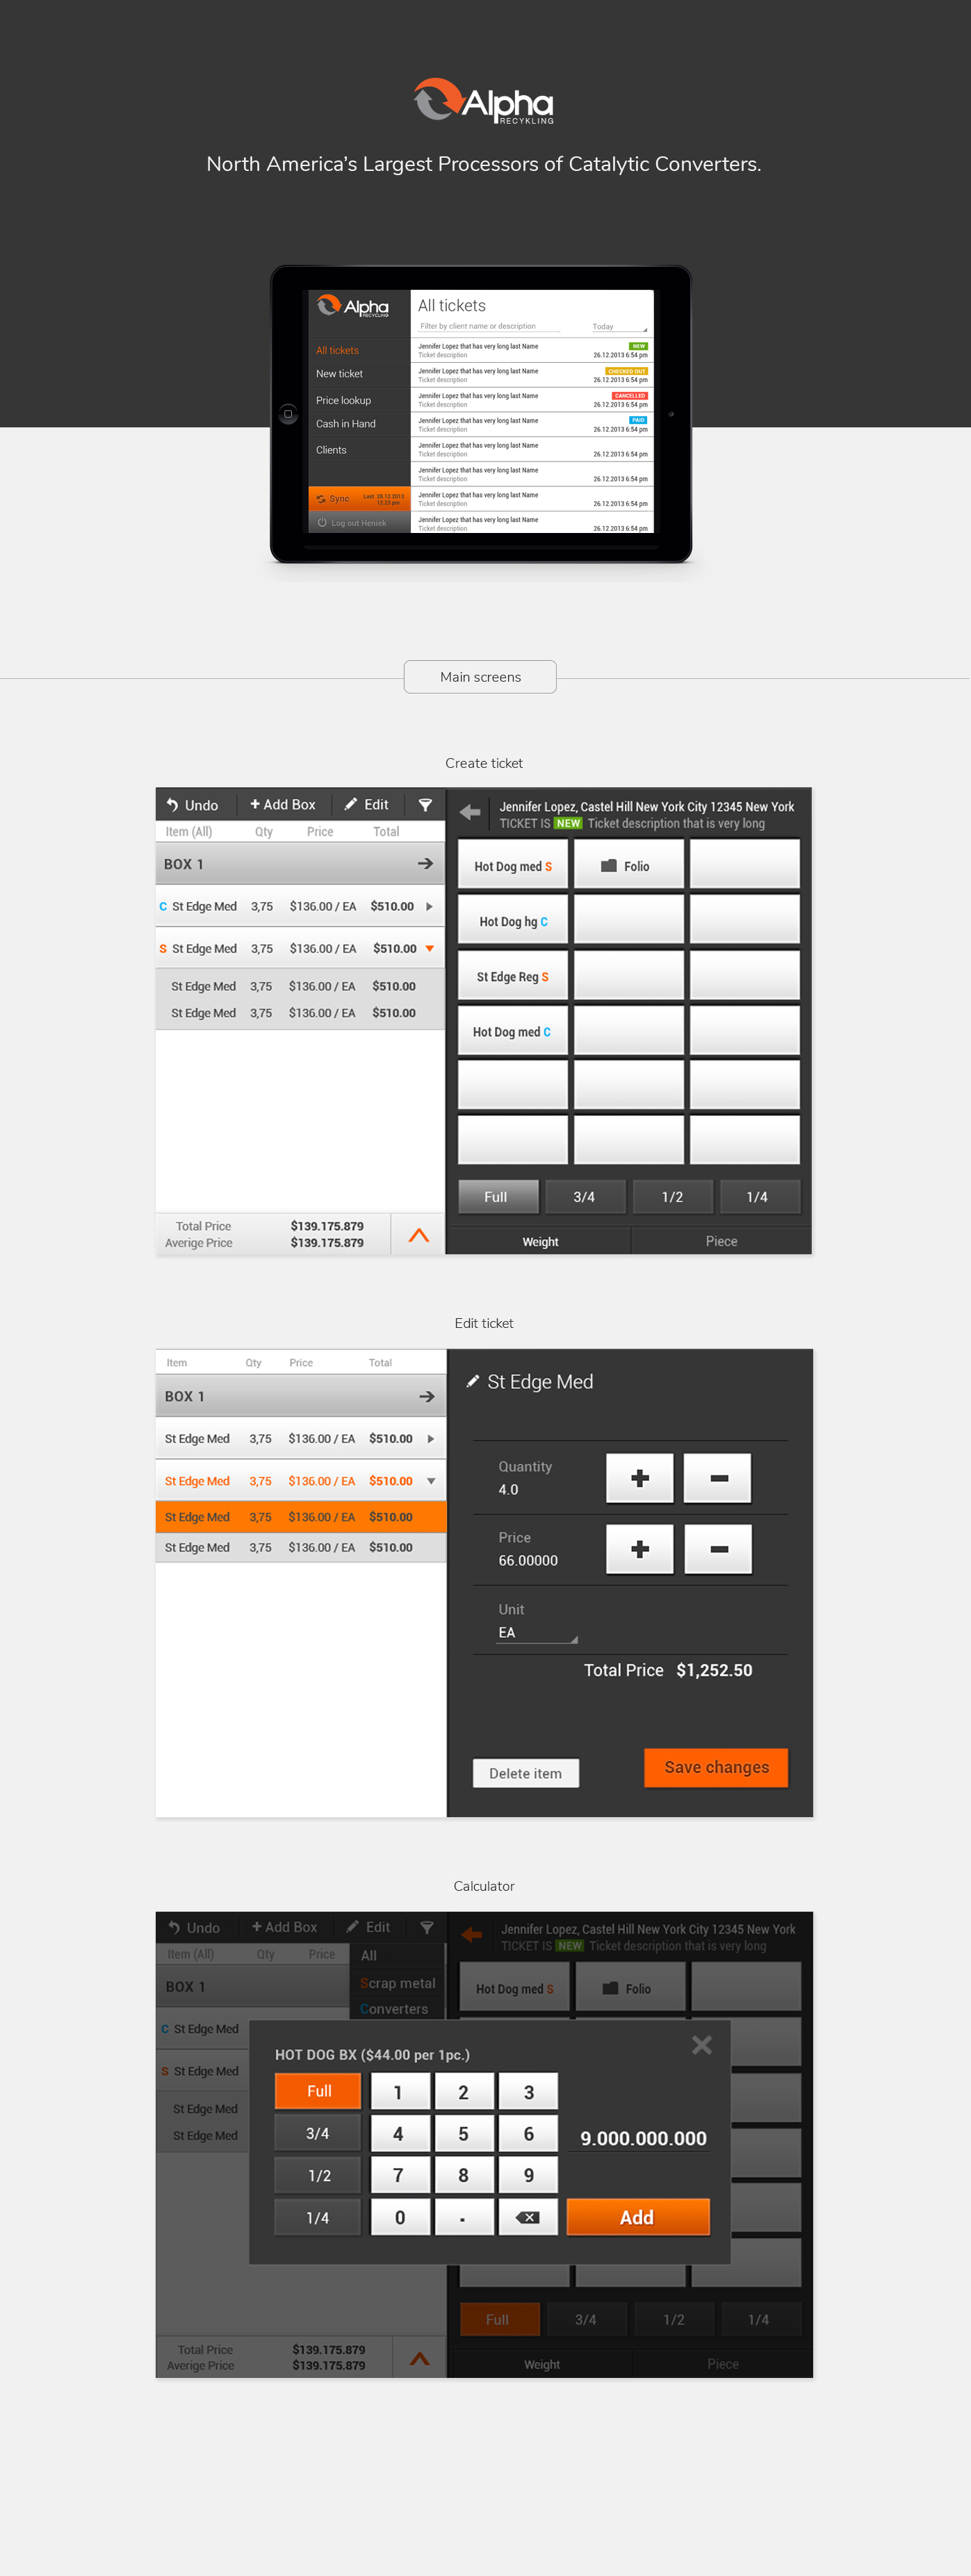 Alpha
RECYKLING
North America's Largest Processors of Catalytic Converters.
Alpha
RECYCLING
All tickets
New ticket
Price lookup
Cash in Hand
Clients
Sync Last 28.12.2013
12:23 pm
Log out Heniek
All tickets
Filter by client name or description Today
Jennifer Lopez that has very long last Name NEW
Ticket description 26.12.2013 6:54 pm
Jennifer Lopez that has very long last Name CHECKED OUT
Ticket description 26.12.2013 6:54 pm
Jennifer Lopez that has very long last Name CANCELLED
Ticket description 26.12.2013 6:54 pm
Jennifer Lopez that has very long last Name PAID
Ticket description 26.12.2013 6:54 pm
Jennifer Lopez that has very long last Name
Ticket description 26.12.2013 6:54 pm
Jennifer Lopez that has very long last Name
Ticket description 26.12.2013 6:54 pm
Jennifer Lopez that has very long last Name
Ticket description 26.12.2013 6:54 pm
Jennifer Lopez that has very long last Name
Ticket description 26.12.2013 6:54 pm
Main screens
Create ticket
Undo + Add Box Edit
Item (All) Qty Price Total
BOX 1
C St Edge Med 3,75 $136.00 / EA $510.00
S St Edge Med 3,75 $136.00 / EA $510.00
St Edge Med 3,75 $136.00 / EA $510.00
St Edge Med 3,75 $136.00 / EA $510.00
Total Price $139.175.879
Averige Price $139.175.879
Jennifer Lopez, Castel Hill New York City 12345 New York
TICKET IS NEW Ticket description that is very long
Hot Dog med S Folio
Hot Dog hg C
St Edge Reg S
Hot Dog med C
Full 3/4 1/2 1/4
Weight Piece
Edit ticket
Item Qty Price Total
BOX 1
St Edge Med 3,75 $136.00 / EA $510.00
St Edge Med 3,75 $136.00 / EA $510.00
St Edge Med 3,75 $136.00 / EA $510.00
St Edge Med 3,75 $136.00 / EA $510.00
St Edge Med
Quantity
4.0 + −
Price
66.00000 + −
Unit
EA
Total Price $1,252.50
Delete item Save changes
Calculator
Undo + Add Box Edit
Item (All) Qty Price
All
Scrap metal
Converters
BOX 1
C St Edge Med
S St Edge Med
St Edge Med
St Edge Med
Total Price $139.175.879
Averige Price $139.175.879
Jennifer Lopez, Castel Hill New York City 12345 New York
TICKET IS NEW Ticket description that is very long
Hot Dog med S Folio
HOT DOG BX ($44.00 per 1pc.)
Full 1 2 3
3/4 4 5 6
9.000.000.000
1/2 7 8 9
1/4 0 . Add
Full 3/4 1/2 1/4
Weight Piece